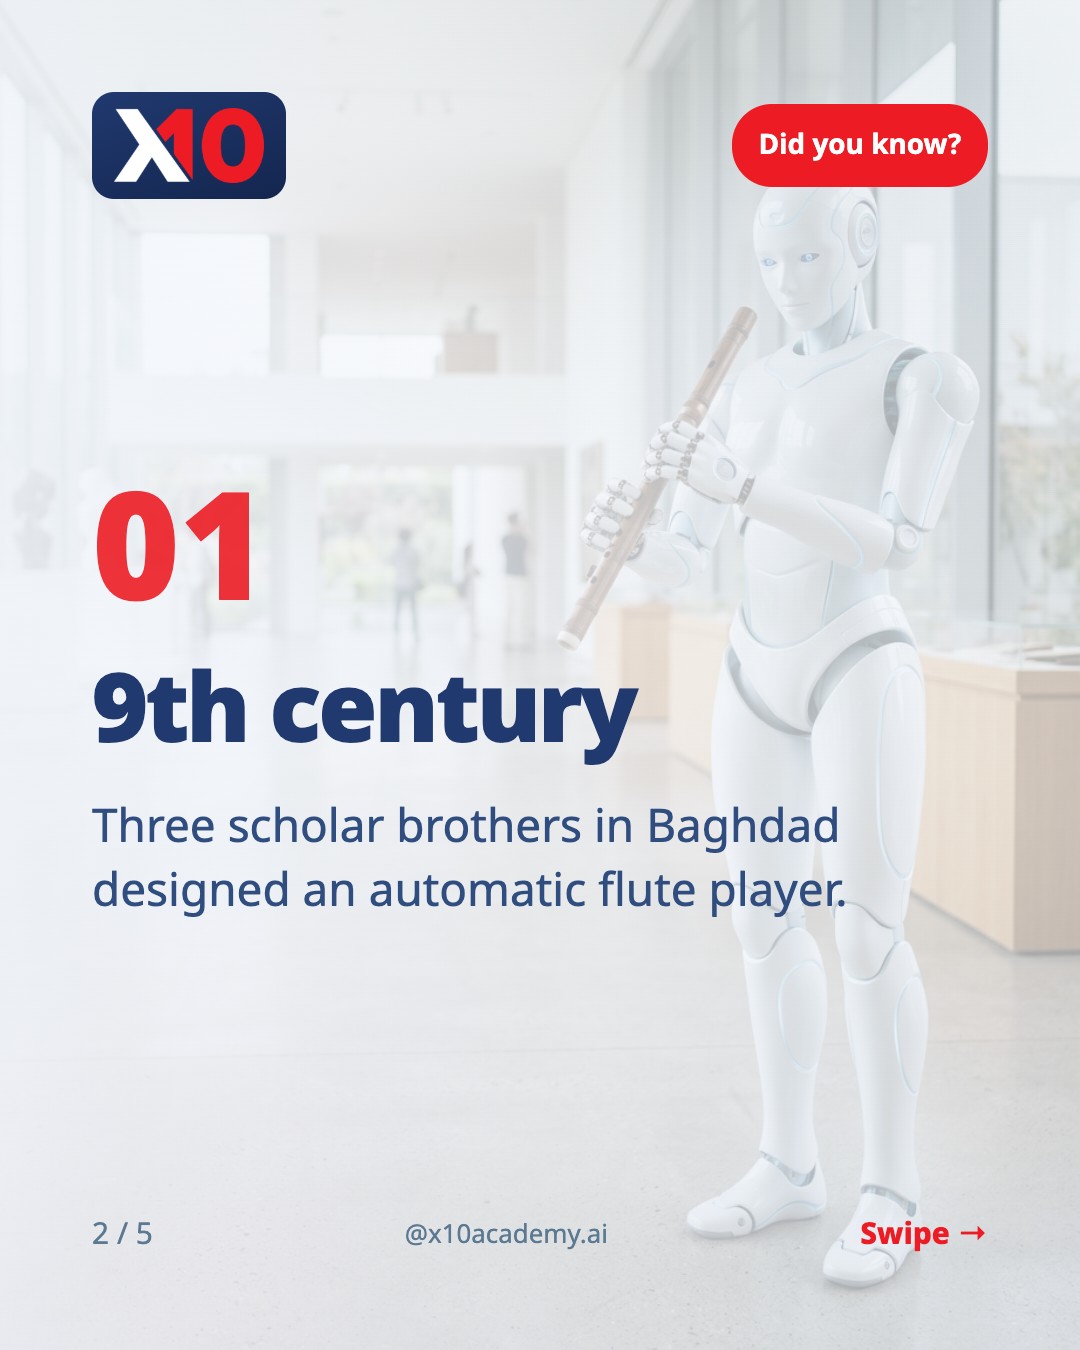 X10
Did you know?
01
9th century
Three scholar brothers in Baghdad
designed an automatic flute player.
2 / 5
@x10academy.ai
Swipe →